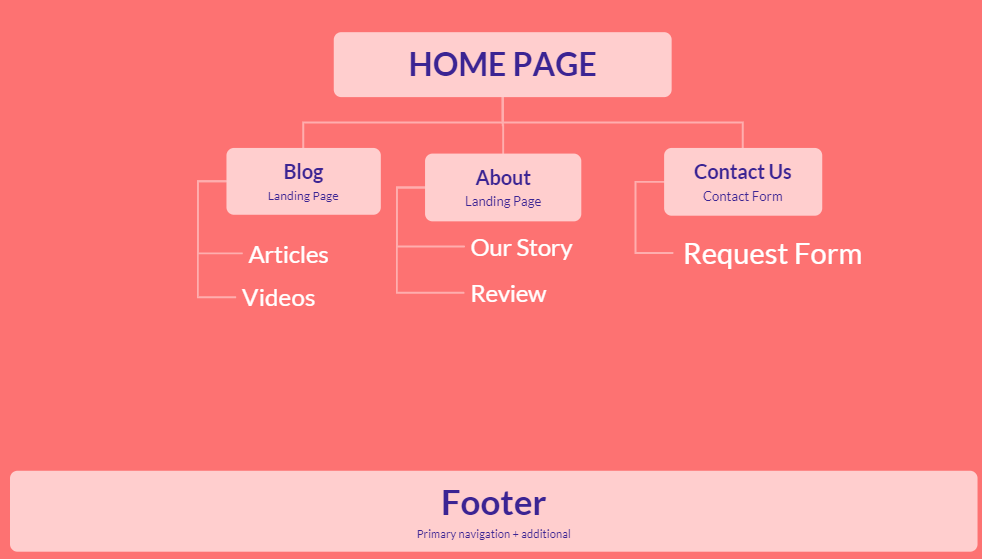 HOME PAGE
Blog
Landing Page
Articles
Videos
About
Landing Page
Our Story
Review
Contact Us
Contact Form
Request Form
Footer
Primary navigation + additional